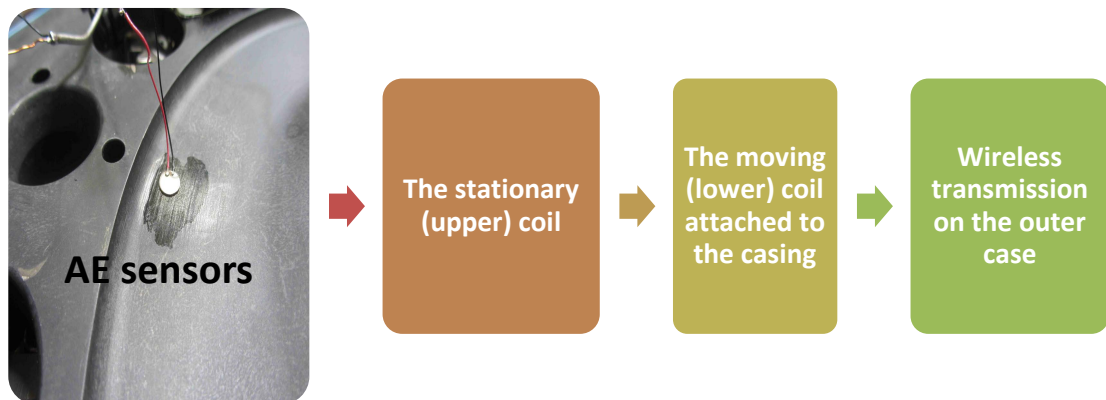 AE sensors
The stationary
(upper) coil
The moving
(lower) coil
attached to
the casing
Wireless
transmission
on the outer
case